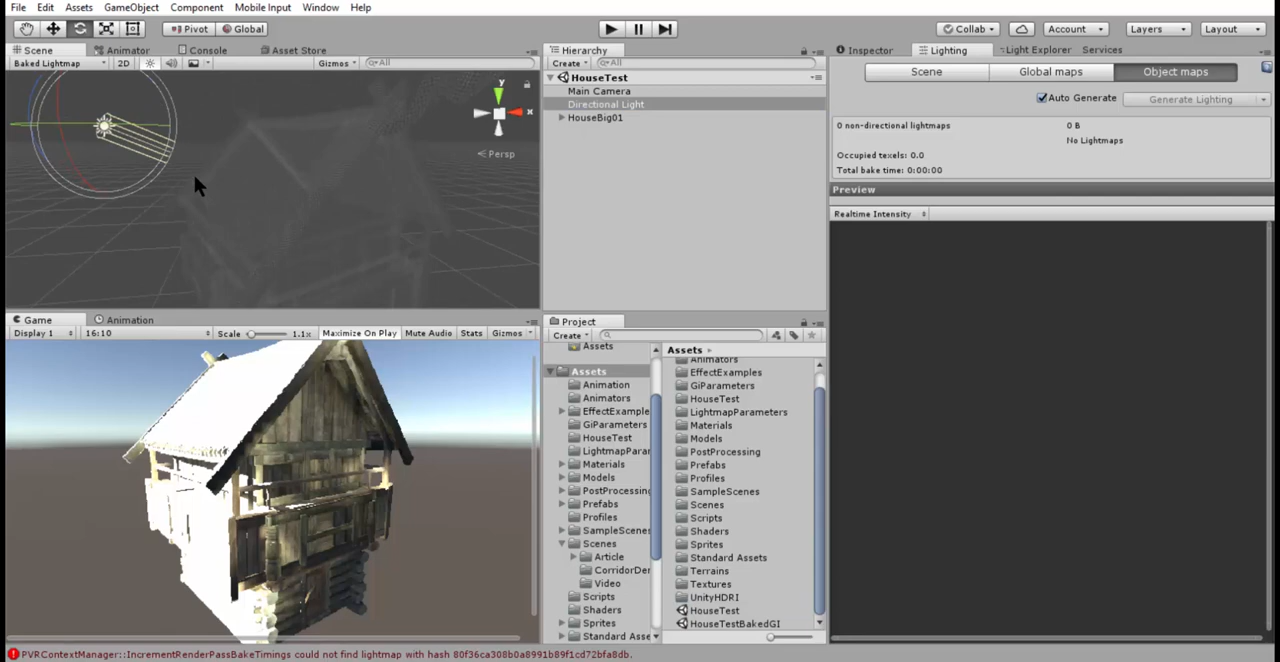 File Edit Assets GameObject Component Mobile Input Window Help
Pivot Global Collab Account Layers Layout
Scene Animator Console Asset Store
Baked Lightmap 2D Gizmos All
y
x
Persp
Game Animation
Display 1 16:10 Scale 1.1x Maximize On Play Mute Audio Stats Gizmos
Hierarchy
Create All
HouseTest
Main Camera
Directional Light
HouseBig01
Project
Create
Assets
Assets
Animation
Animators
EffectExample
GiParameters
HouseTest
LightmapParar
Materials
Models
PostProcessing
Prefabs
Profiles
SampleScenes
Scenes
Article
CorridorDer
Video
Scripts
Shaders
Sprites
Standard Asse
Assets
Animators
EffectExamples
GiParameters
HouseTest
LightmapParameters
Materials
Models
PostProcessing
Prefabs
Profiles
SampleScenes
Scenes
Scripts
Shaders
Sprites
Standard Assets
Terrains
Textures
UnityHDRI
HouseTest
HouseTestBakedGI
Inspector Lighting Light Explorer Services
Scene Global maps Object maps
Auto Generate Generate Lighting
0 non-directional lightmaps 0 B
No Lightmaps
Occupied texels: 0.0
Total bake time: 0:00:00
Preview
Realtime Intensity
PVRContextManager::IncrementRenderPassBakeTimings could not find lightmap with hash 80f36ca308b0a8991b89f1cd72bfa8db.